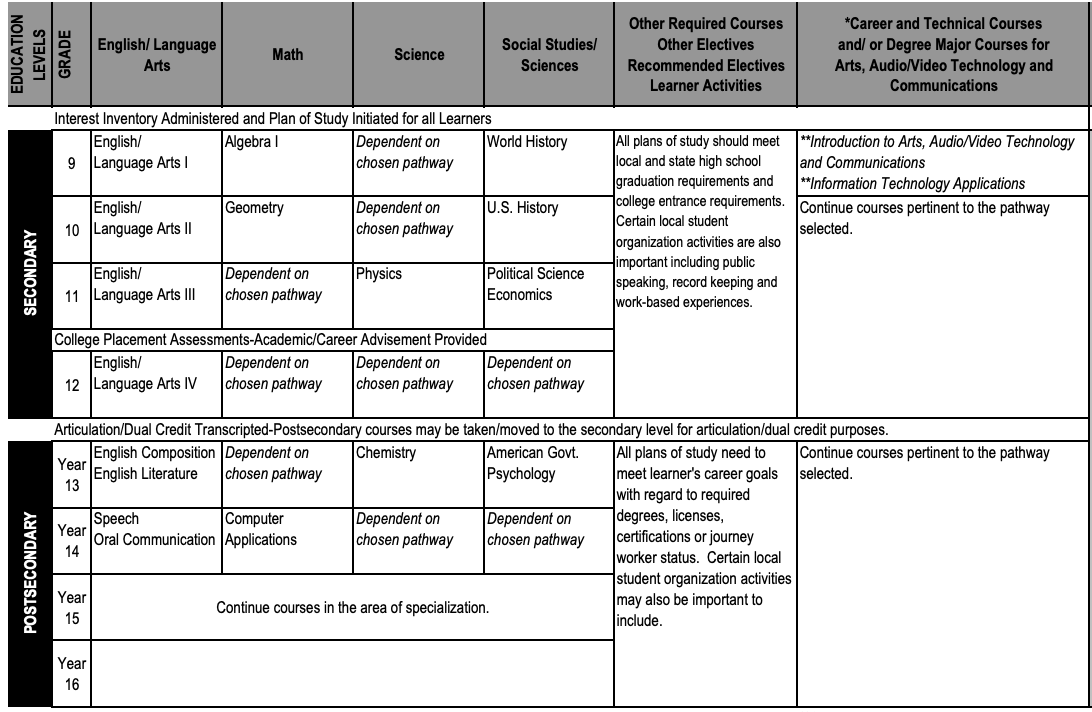 EDUCATION
LEVELS
GRADE
English/ Language
Arts
Math
Science
Social Studies/
Sciences
Other Required Courses
Other Electives
Recommended Electives
Learner Activities
*Career and Technical Courses
and/ or Degree Major Courses for
Arts, Audio/Video Technology and
Communications
Interest Inventory Administered and Plan of Study Initiated for all Learners
SECONDARY
9
English/
Language Arts I
Algebra I
Dependent on
chosen pathway
World History
All plans of study should meet
local and state high school
graduation requirements and
college entrance requirements.
Certain local student
organization activities are also
important including public
speaking, record keeping and
work-based experiences.
**Introduction to Arts, Audio/Video Technology
and Communications
**Information Technology Applications
10
English/
Language Arts II
Geometry
Dependent on
chosen pathway
U.S. History
Continue courses pertinent to the pathway
selected.
11
English/
Language Arts III
Dependent on
chosen pathway
Physics
Political Science
Economics
College Placement Assessments-Academic/Career Advisement Provided
12
English/
Language Arts IV
Dependent on
chosen pathway
Dependent on
chosen pathway
Dependent on
chosen pathway
Articulation/Dual Credit Transcripted-Postsecondary courses may be taken/moved to the secondary level for articulation/dual credit purposes.
POSTSECONDARY
Year
13
English Composition
English Literature
Dependent on
chosen pathway
Chemistry
American Govt.
Psychology
All plans of study need to
meet learner's career goals
with regard to required
degrees, licenses,
certifications or journey
worker status.  Certain local
student organization activities
may also be important to
include.
Continue courses pertinent to the pathway
selected.
Year
14
Speech
Oral Communication
Computer
Applications
Dependent on
chosen pathway
Dependent on
chosen pathway
Year
15
Continue courses in the area of specialization.
Year
16